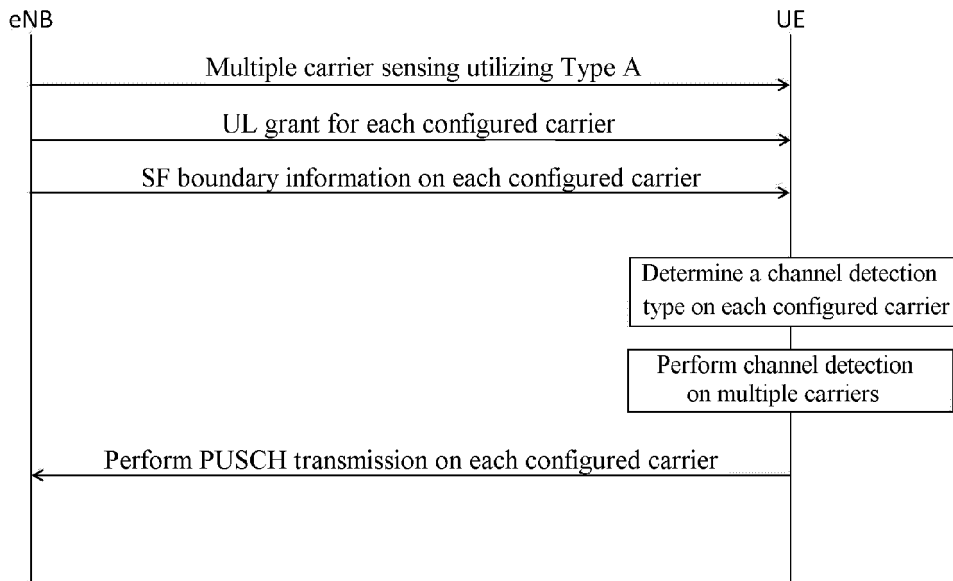 eNB
UE
Multiple carrier sensing utilizing Type A
UL grant for each configured carrier
SF boundary information on each configured carrier
Determine a channel detection
type on each configured carrier
Perform channel detection
on multiple carriers
Perform PUSCH transmission on each configured carrier